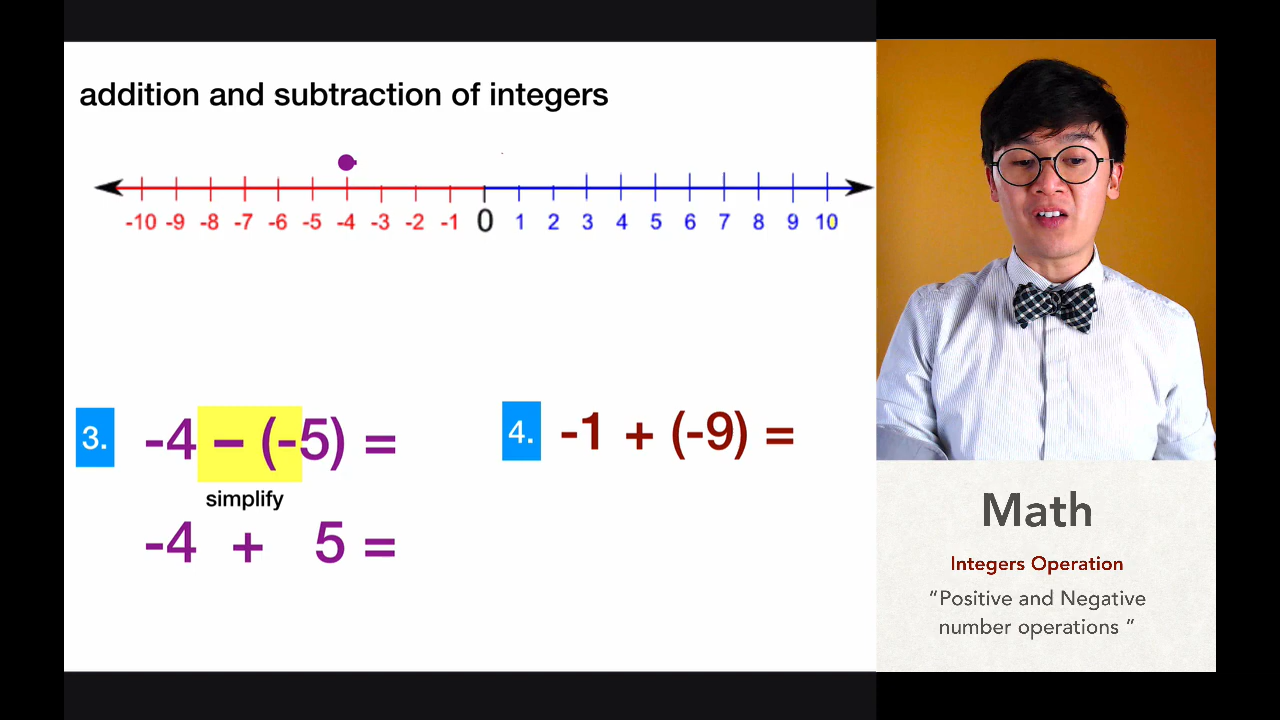 addition and subtraction of integers
-10 -9 -8 -7 -6 -5 -4 -3 -2 -1 0 1 2 3 4 5 6 7 8 9 10
3. -4 – (-5) =
simplify
-4 + 5 =
4. -1 + (-9) =
Math
Integers Operation
“Positive and Negative
number operations ”